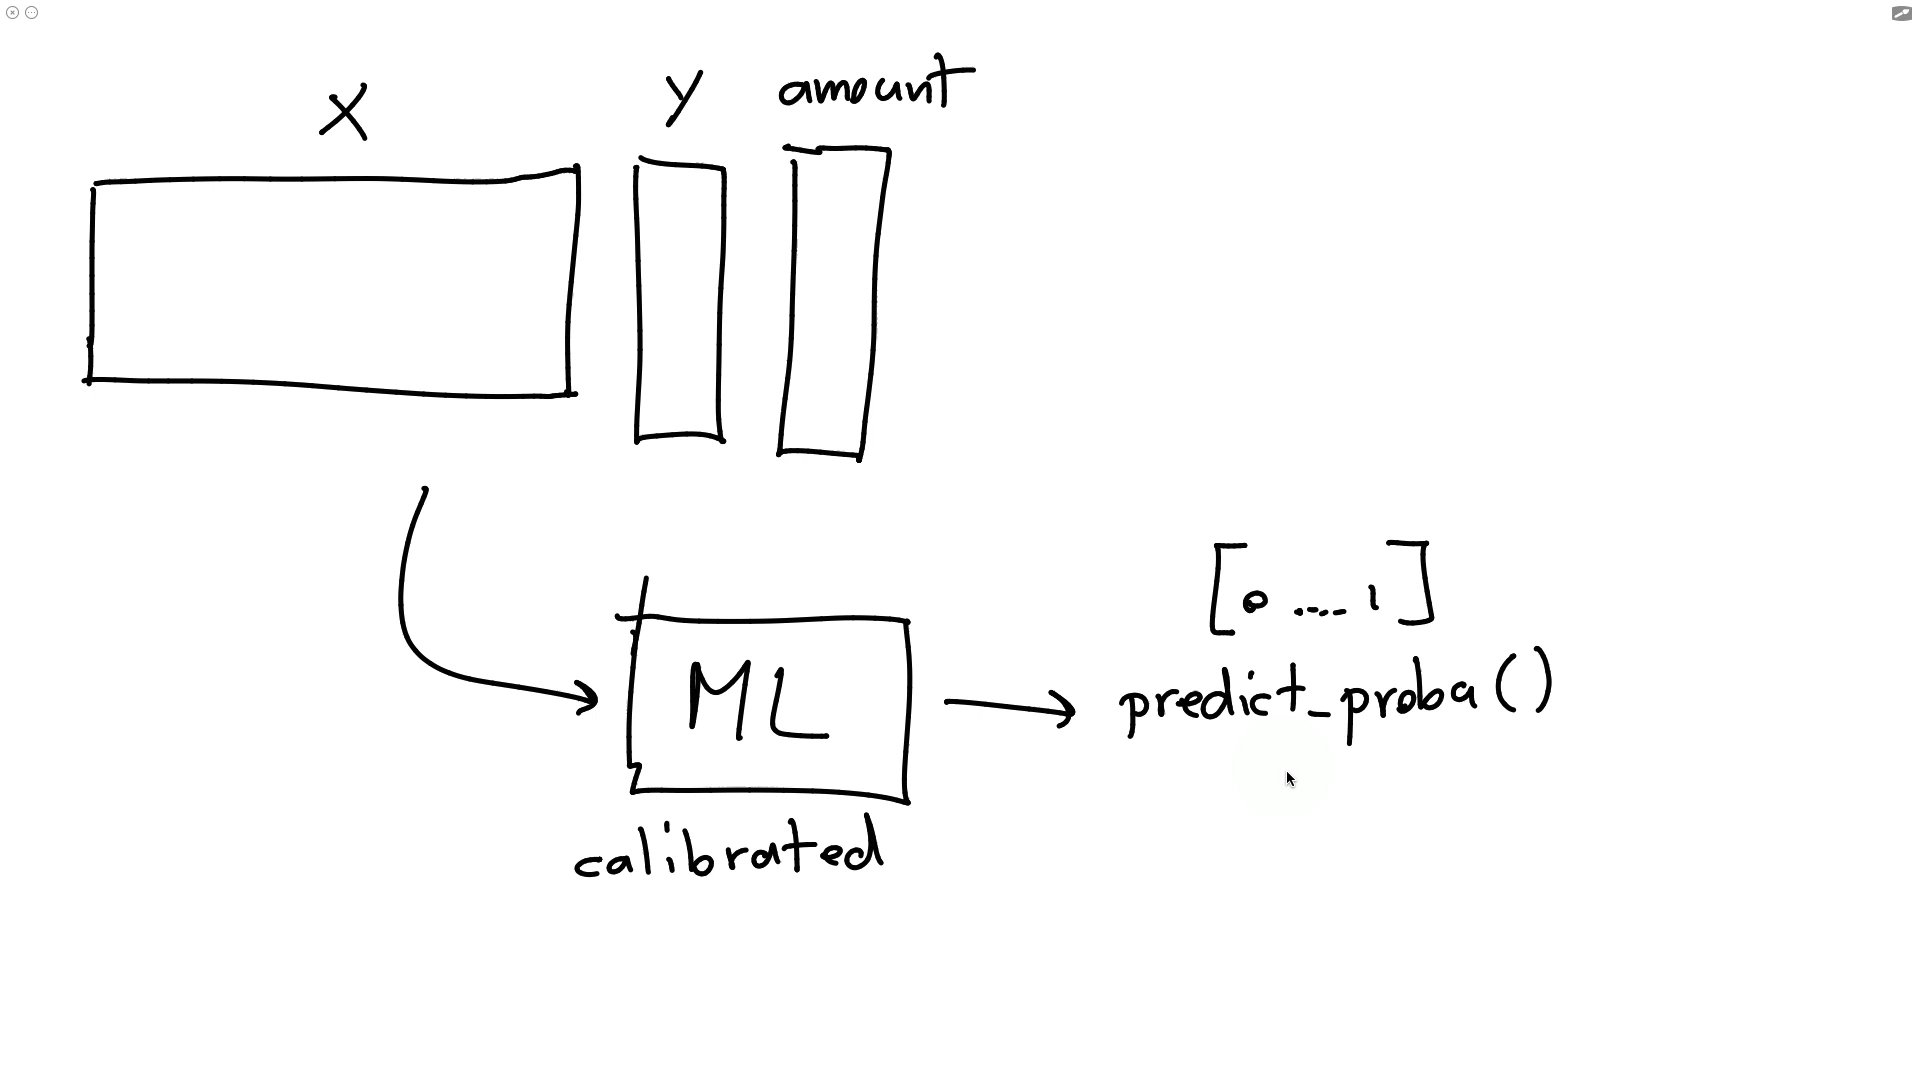 X y amount
[0 .... 1]
ML predict_proba()
calibrated